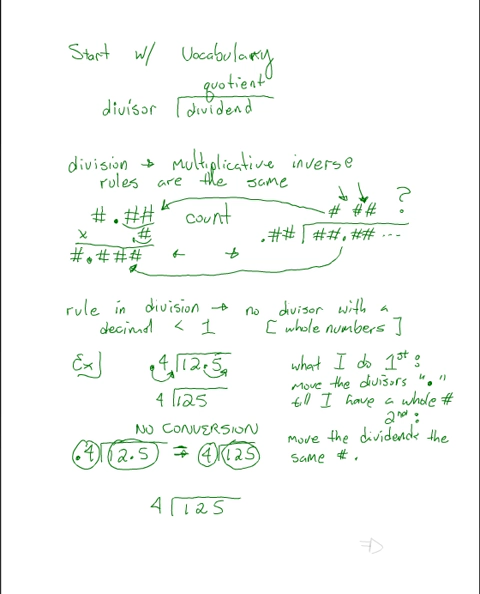 Start w/ Vocabulary
quotient
divisor dividend
division → multiplicative inverse
rules are the same
# ## ?
#.## count
x .# .## ##.## ...
#.### ← →
rule in division → no divisor with a
decimal < 1 [whole numbers]
Ex] .4 12.5 what I do 1st:
move the divisors "."
4 125 till I have a whole #
2nd:
NO CONVERSION move the dividends the
.4 12.5 ⇒ 4 125 same #.
4 125